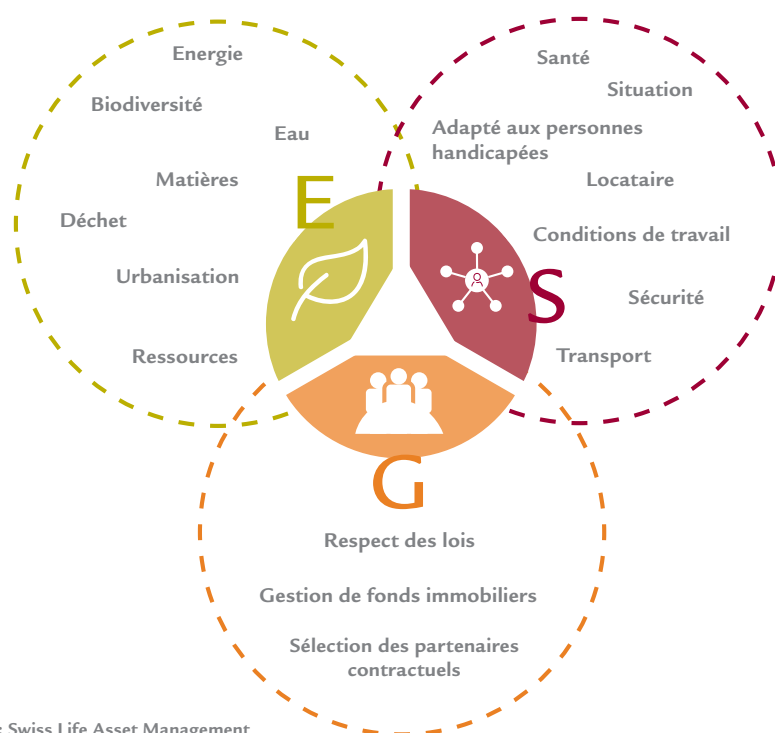 Energie
Biodiversité
Eau
Matières
Déchet
Urbanisation
Ressources
E
Santé
Situation
Adapté aux personnes
handicapées
Locataire
Conditions de travail
Sécurité
Transport
S
G
Respect des lois
Gestion de fonds immobiliers
Sélection des partenaires
contractuels
: Swiss Life Asset Management